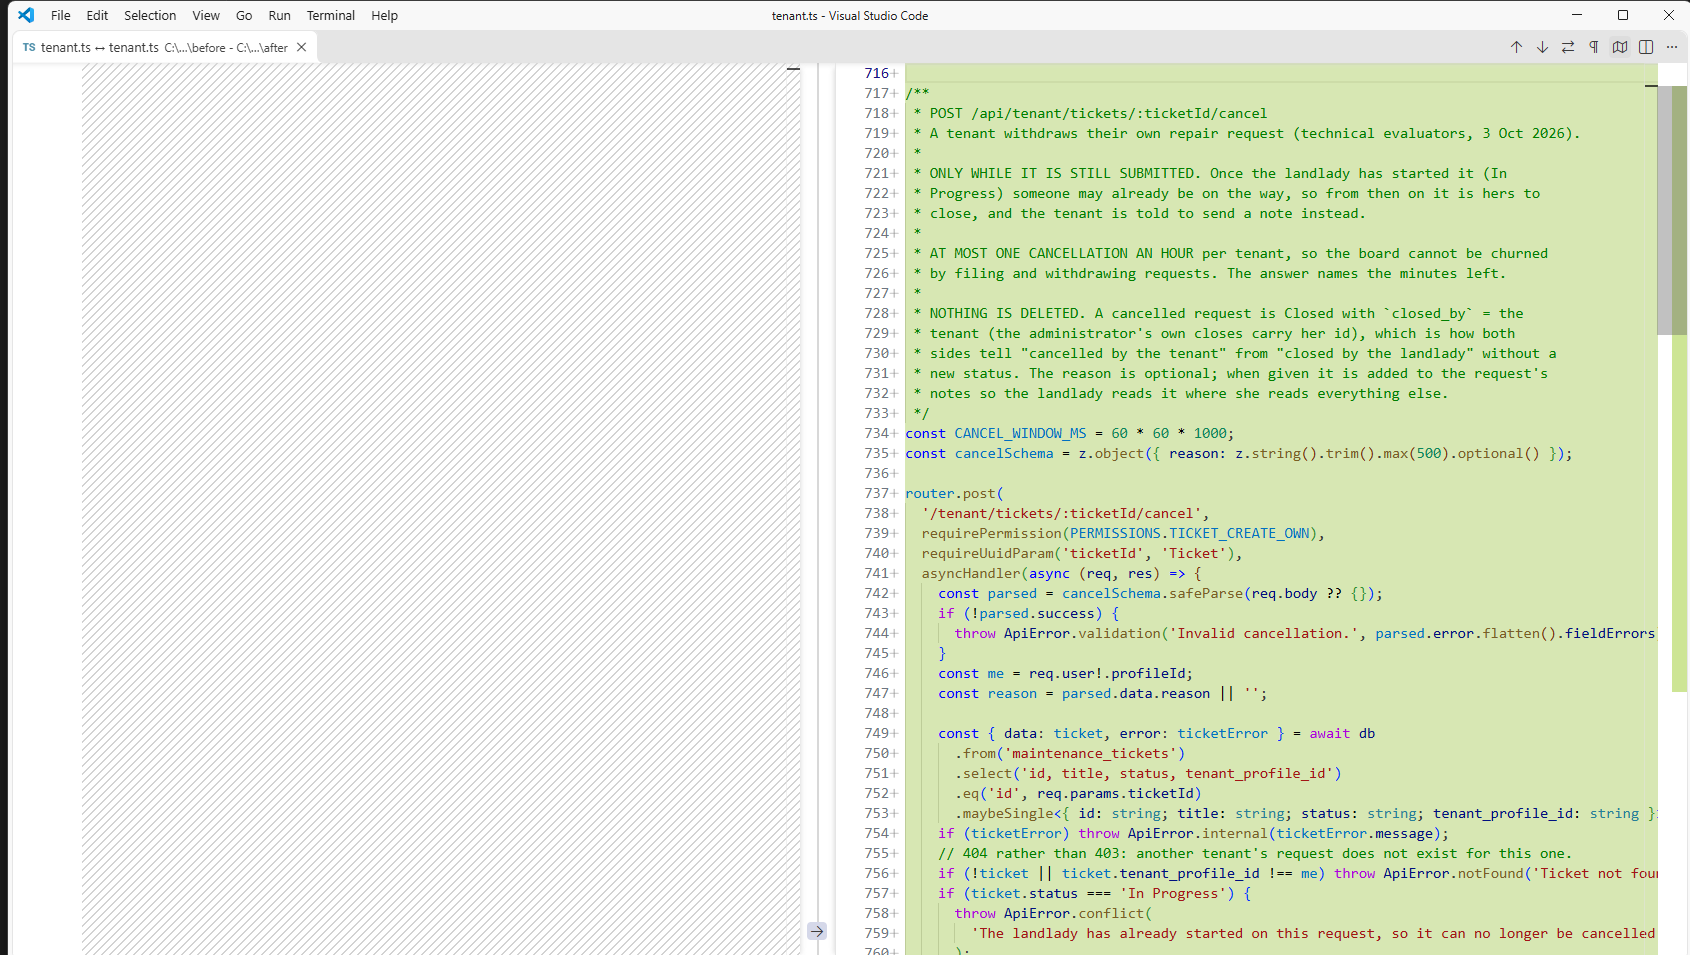 File Edit Selection View Go Run Terminal Help
tenant.ts - Visual Studio Code
TS tenant.ts ↔ tenant.ts C:\...\before - C:\...\after
716+
717+ /**
718+  * POST /api/tenant/tickets/:ticketId/cancel
719+  * A tenant withdraws their own repair request (technical evaluators, 3 Oct 2026).
720+  *
721+  * ONLY WHILE IT IS STILL SUBMITTED. Once the landlady has started it (In
722+  * Progress) someone may already be on the way, so from then on it is hers to
723+  * close, and the tenant is told to send a note instead.
724+  *
725+  * AT MOST ONE CANCELLATION AN HOUR per tenant, so the board cannot be churned
726+  * by filing and withdrawing requests. The answer names the minutes left.
727+  *
728+  * NOTHING IS DELETED. A cancelled request is Closed with `closed_by` = the
729+  * tenant (the administrator's own closes carry her id), which is how both
730+  * sides tell "cancelled by the tenant" from "closed by the landlady" without a
731+  * new status. The reason is optional; when given it is added to the request's
732+  * notes so the landlady reads it where she reads everything else.
733+  */
734+ const CANCEL_WINDOW_MS = 60 * 60 * 1000;
735+ const cancelSchema = z.object({ reason: z.string().trim().max(500).optional() });
736+
737+ router.post(
738+   '/tenant/tickets/:ticketId/cancel',
739+   requirePermission(PERMISSIONS.TICKET_CREATE_OWN),
740+   requireUuidParam('ticketId', 'Ticket'),
741+   asyncHandler(async (req, res) => {
742+     const parsed = cancelSchema.safeParse(req.body ?? {});
743+     if (!parsed.success) {
744+       throw ApiError.validation('Invalid cancellation.', parsed.error.flatten().fieldErrors
745+     }
746+     const me = req.user!.profileId;
747+     const reason = parsed.data.reason || '';
748+
749+     const { data: ticket, error: ticketError } = await db
750+       .from('maintenance_tickets')
751+       .select('id, title, status, tenant_profile_id')
752+       .eq('id', req.params.ticketId)
753+       .maybeSingle<{ id: string; title: string; status: string; tenant_profile_id: string }
754+     if (ticketError) throw ApiError.internal(ticketError.message);
755+     // 404 rather than 403: another tenant's request does not exist for this one.
756+     if (!ticket || ticket.tenant_profile_id !== me) throw ApiError.notFound('Ticket not
757+     if (ticket.status === 'In Progress') {
758+       throw ApiError.conflict(
759+         'The landlady has already started on this request, so it can no longer be cancelled
760+       );